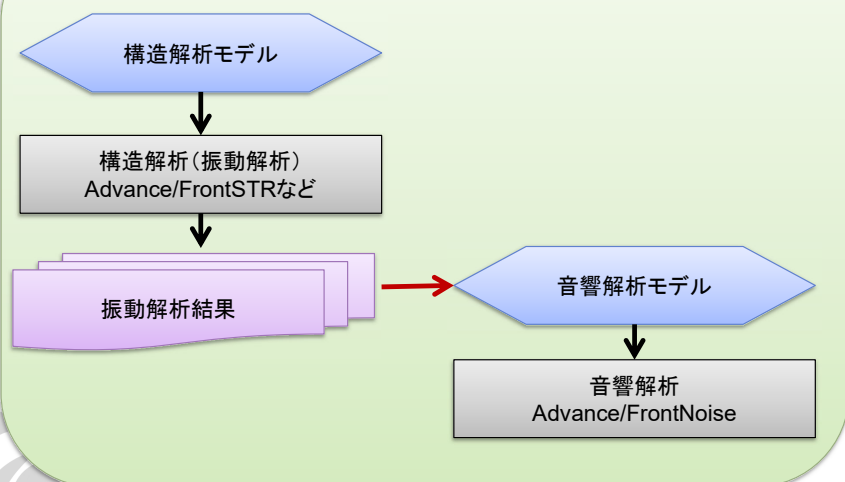 構造解析モデル
構造解析(振動解析)
Advance/FrontSTRなど
振動解析結果
音響解析モデル
音響解析
Advance/FrontNoise